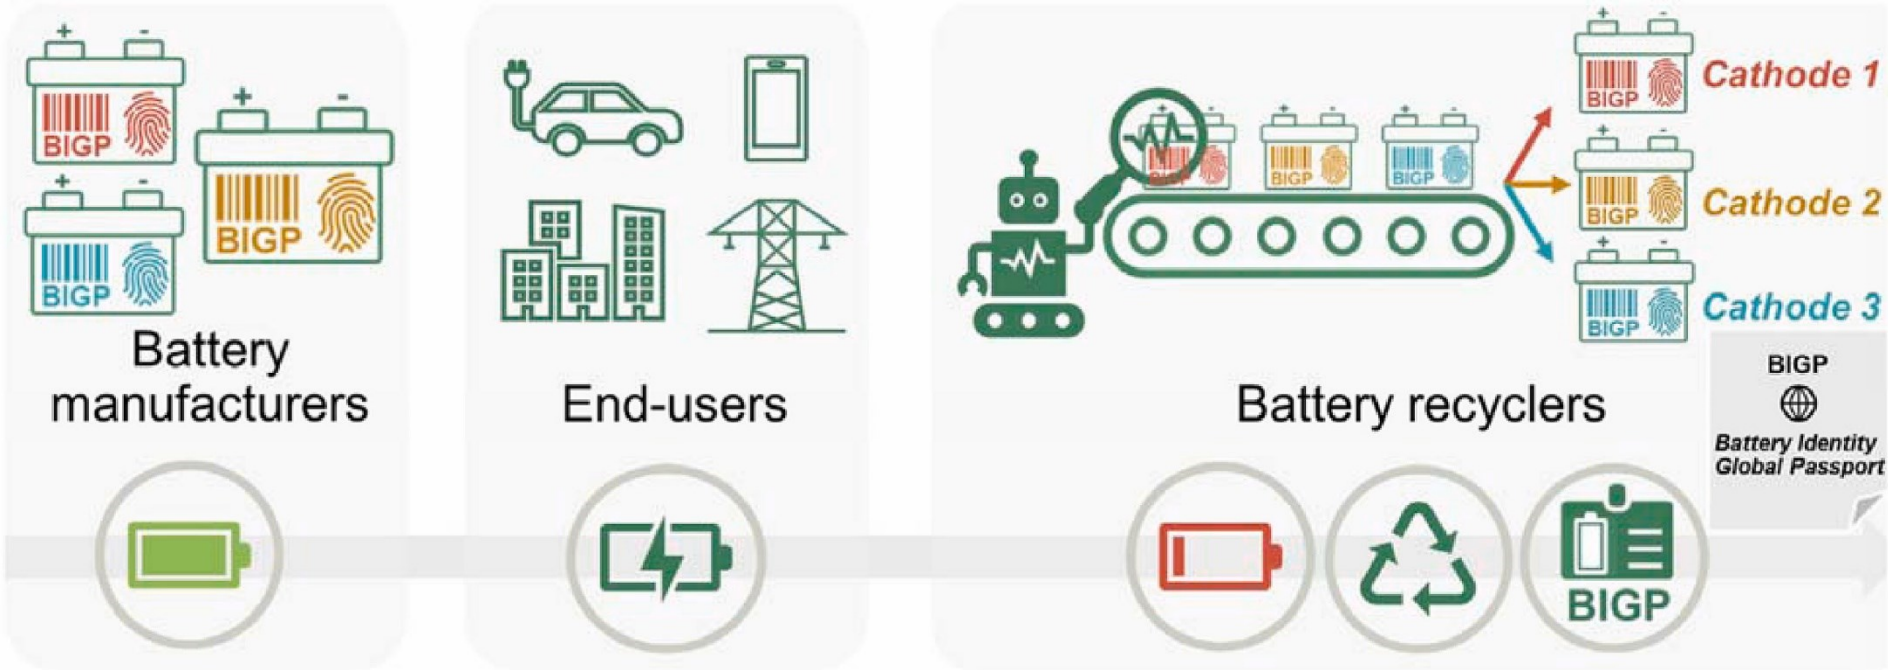 + -
BIGP
+ -
BIGP
+ -
BIGP
Battery
manufacturers
End-users
+ - + - + -
BIGP BIGP BIGP
+ -
BIGP
Cathode 1
+ -
BIGP
Cathode 2
+ -
BIGP
Cathode 3
Battery recyclers
BIGP
Battery Identity
Global Passport
BIGP